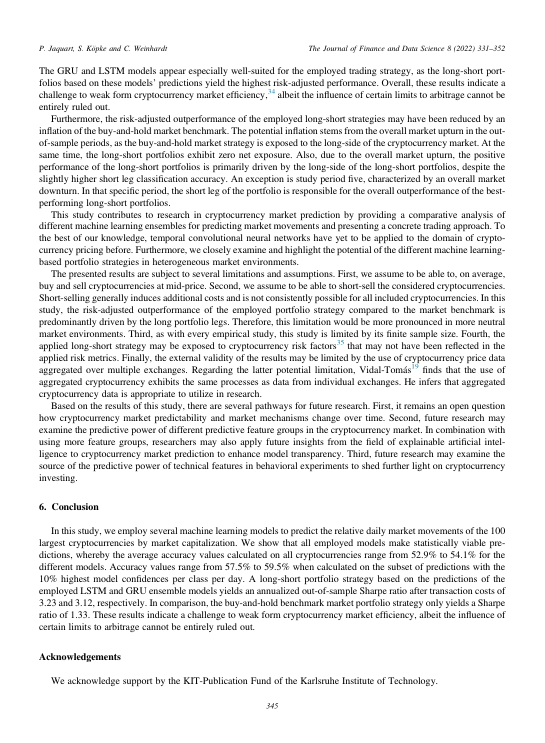 P. Jaquart, S. Köpke and C. Weinhardt
The Journal of Finance and Data Science 8 (2022) 331–352
The GRU and LSTM models appear especially well-suited for the employed trading strategy, as the long-short port-
folios based on these models' predictions yield the highest risk-adjusted performance. Overall, these results indicate a
challenge to weak form cryptocurrency market efficiency,34 albeit the influence of certain limits to arbitrage cannot be
entirely ruled out.
Furthermore, the risk-adjusted outperformance of the employed long-short strategies may have been reduced by an
inflation of the buy-and-hold market benchmark. The potential inflation stems from the overall market upturn in the out-
of-sample periods, as the buy-and-hold market strategy is exposed to the long-side of the cryptocurrency market. At the
same time, the long-short portfolios exhibit zero net exposure. Also, due to the overall market upturn, the positive
performance of the long-short portfolios is primarily driven by the long-side of the long-short portfolios, despite the
slightly higher short leg classification accuracy. An exception is study period five, characterized by an overall market
downturn. In that specific period, the short leg of the portfolio is responsible for the overall outperformance of the best-
performing long-short portfolios.
This study contributes to research in cryptocurrency market prediction by providing a comparative analysis of
different machine learning ensembles for predicting market movements and presenting a concrete trading approach. To
the best of our knowledge, temporal convolutional neural networks have yet to be applied to the domain of crypto-
currency pricing before. Furthermore, we closely examine and highlight the potential of the different machine learning-
based portfolio strategies in heterogeneous market environments.
The presented results are subject to several limitations and assumptions. First, we assume to be able to, on average,
buy and sell cryptocurrencies at mid-price. Second, we assume to be able to short-sell the considered cryptocurrencies.
Short-selling generally induces additional costs and is not consistently possible for all included cryptocurrencies. In this
study, the risk-adjusted outperformance of the employed portfolio strategy compared to the market benchmark is
predominantly driven by the long portfolio legs. Therefore, this limitation would be more pronounced in more neutral
market environments. Third, as with every empirical study, this study is limited by its finite sample size. Fourth, the
applied long-short strategy may be exposed to cryptocurrency risk factors35 that may not have been reflected in the
applied risk metrics. Finally, the external validity of the results may be limited by the use of cryptocurrency price data
aggregated over multiple exchanges. Regarding the latter potential limitation, Vidal-Tomás19 finds that the use of
aggregated cryptocurrency exhibits the same processes as data from individual exchanges. He infers that aggregated
cryptocurrency data is appropriate to utilize in research.
Based on the results of this study, there are several pathways for future research. First, it remains an open question
how cryptocurrency market predictability and market mechanisms change over time. Second, future research may
examine the predictive power of different predictive feature groups in the cryptocurrency market. In combination with
using more feature groups, researchers may also apply future insights from the field of explainable artificial intel-
ligence to cryptocurrency market prediction to enhance model transparency. Third, future research may examine the
source of the predictive power of technical features in behavioral experiments to shed further light on cryptocurrency
investing.
6. Conclusion
In this study, we employ several machine learning models to predict the relative daily market movements of the 100
largest cryptocurrencies by market capitalization. We show that all employed models make statistically viable pre-
dictions, whereby the average accuracy values calculated on all cryptocurrencies range from 52.9% to 54.1% for the
different models. Accuracy values range from 57.5% to 59.5% when calculated on the subset of predictions with the
10% highest model confidences per class per day. A long-short portfolio strategy based on the predictions of the
employed LSTM and GRU ensemble models yields an annualized out-of-sample Sharpe ratio after transaction costs of
3.23 and 3.12, respectively. In comparison, the buy-and-hold benchmark market portfolio strategy only yields a Sharpe
ratio of 1.33. These results indicate a challenge to weak form cryptocurrency market efficiency, albeit the influence of
certain limits to arbitrage cannot be entirely ruled out.
Acknowledgements
We acknowledge support by the KIT-Publication Fund of the Karlsruhe Institute of Technology.
345